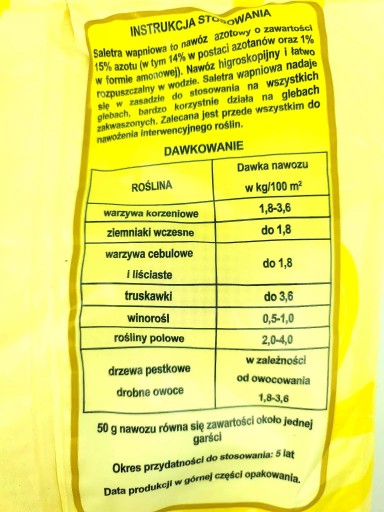 INSTRUKCJA STOSOWANIA
Saletra wapniowa to nawóz azotowy o zawartości
15% azotu (w tym 14% w postaci azotanów oraz 1%
w formie amonowej). Nawóz higroskopijny i łatwo
rozpuszczalny w wodzie. Saletra wapniowa nadaje
się w zasadzie do stosowania na wszystkich
glebach, bardzo korzystnie działa na glebach
zakwaszonych. Zalecana jest przede wszystkim do
nawożenia interwencyjnego roślin.
DAWKOWANIE
ROŚLINA
Dawka nawozu
w kg/100 m²
warzywa korzeniowe 1,8-3,6
ziemniaki wczesne do 1,8
warzywa cebulowe
i liściaste
do 1,8
truskawki do 3,6
winorośl 0,5-1,0
rośliny polowe 2,0-4,0
drzewa pestkowe
drobne owoce
w zależności
od owocowania
1,8-3,6
50 g nawozu równa się zawartości około jednej
garści
Okres przydatności do stosowania: 5 lat
Data produkcji w górnej części opakowania.